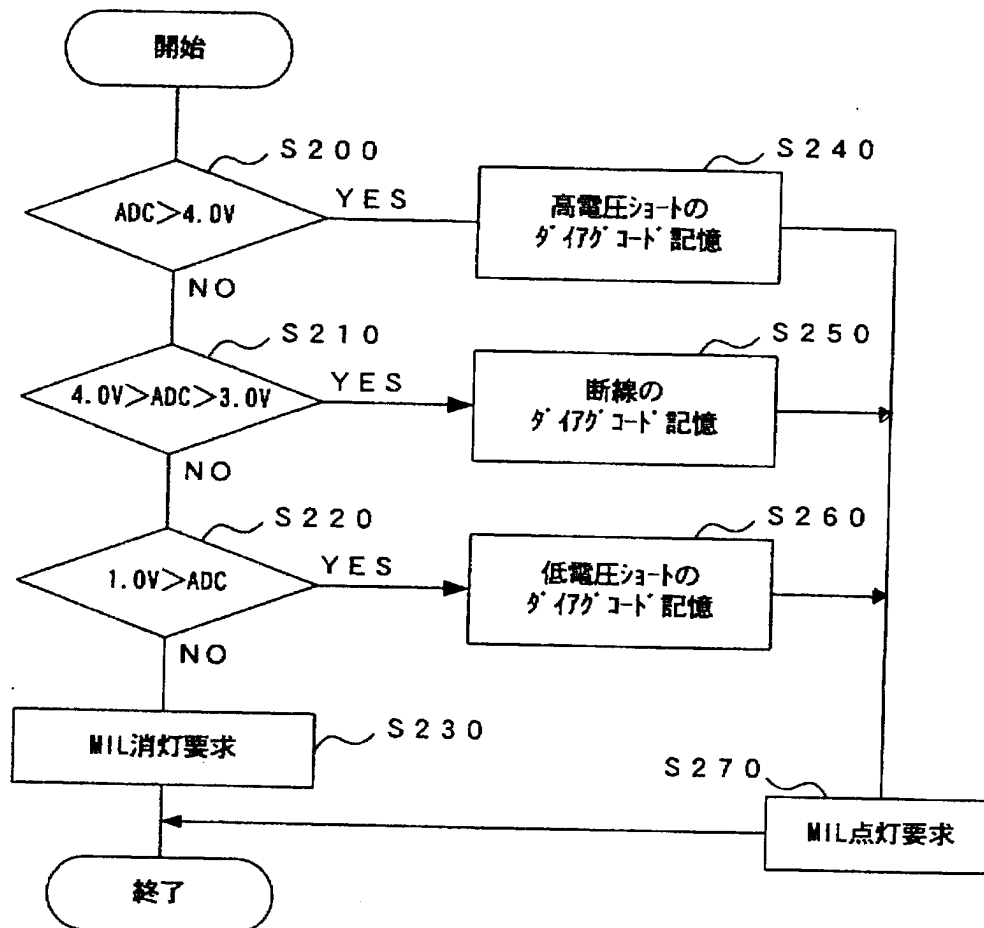 開始
S200
ADC＞4.0V
YES
NO
S240
高電圧ｼｮｰﾄの
ﾀﾞｲｱｸﾞｺｰﾄﾞ記憶
S210
4.0V＞ADC＞3.0V
YES
NO
S250
断線の
ﾀﾞｲｱｸﾞｺｰﾄﾞ記憶
S220
1.0V＞ADC
YES
NO
S260
低電圧ｼｮｰﾄの
ﾀﾞｲｱｸﾞｺｰﾄﾞ記憶
S230
MIL消灯要求
S270
MIL点灯要求
終了